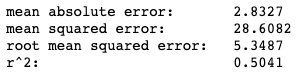 mean absolute error: 2.8327
mean squared error: 28.6082
root mean squared error: 5.3487
r^2: 0.5041